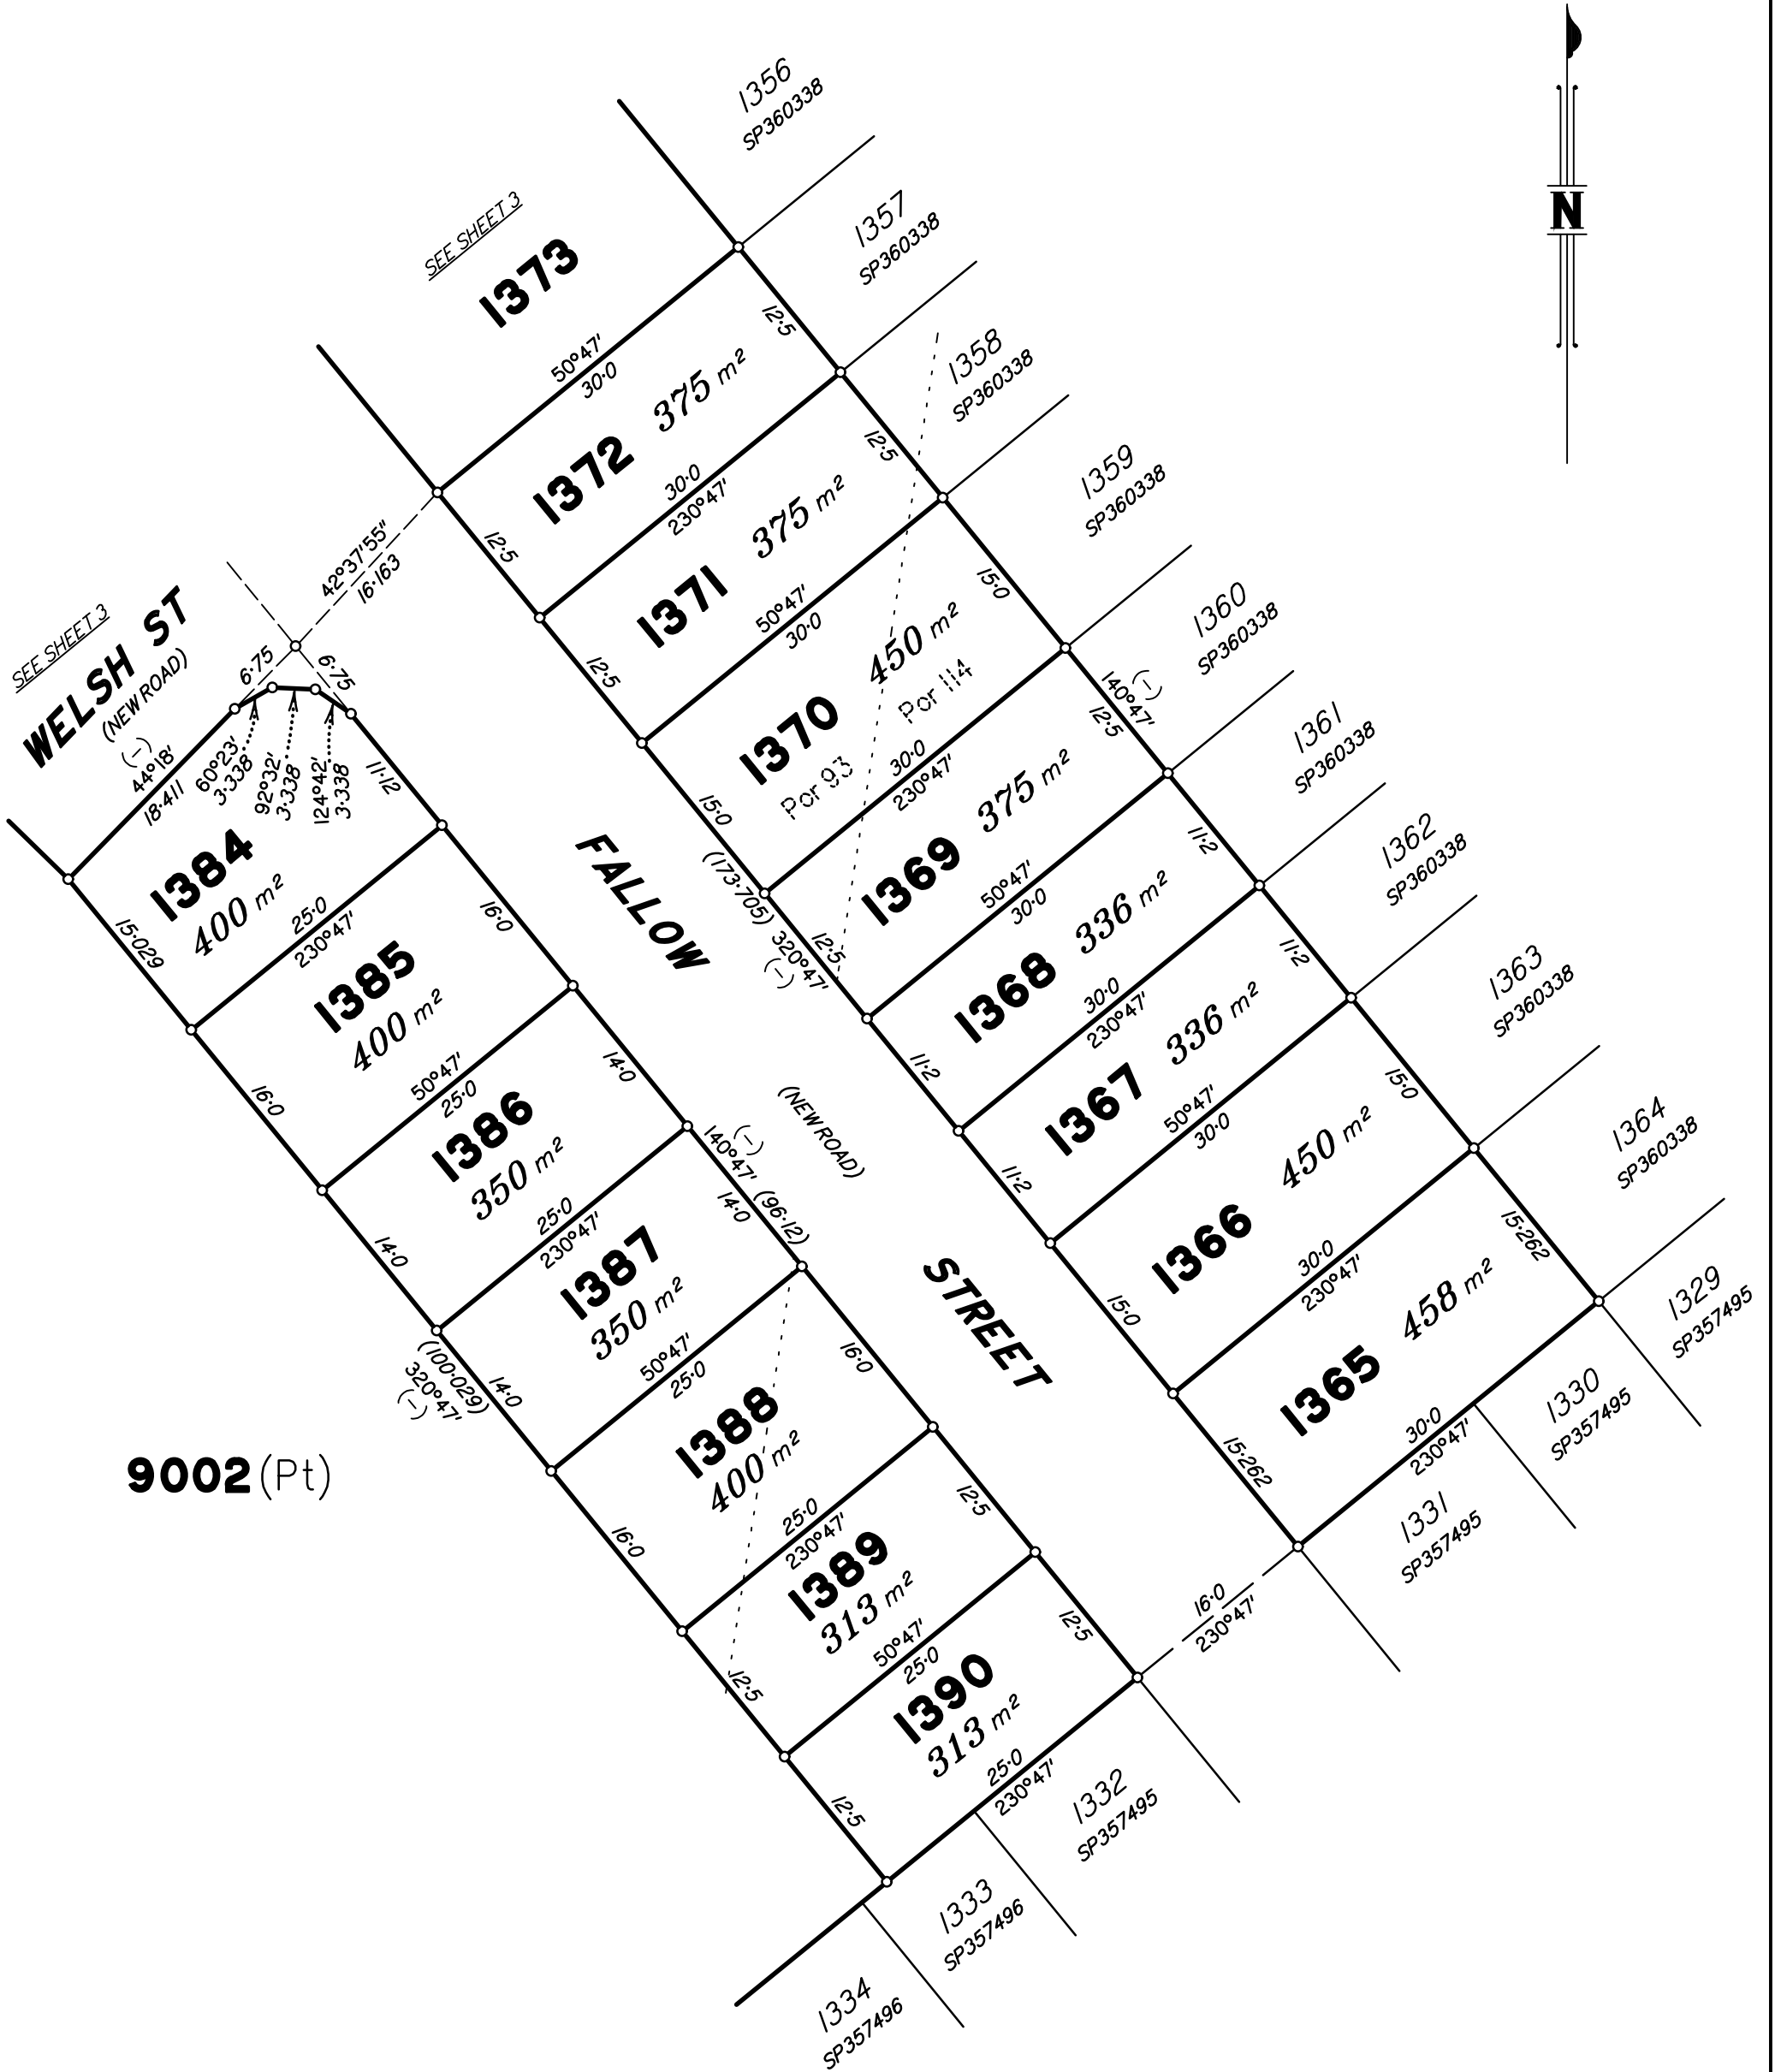 N
1356
SP360338
1357
SP360338
1358
SP360338
1359
SP360338
1360
SP360338
1361
SP360338
1362
SP360338
1363
SP360338
1364
SP360338
1329
SP357495
1330
SP357495
1331
SP357495
1332
SP357495
1333
SP357496
1334
SP357496
SEE SHEET 3
1373
50°47'
30·0
12·5
1372 375 m²
12·5
30·0
230°47'
12·5
1371 375 m²
12·5
50°47'
30·0
15·0
1370 450 m²
Por 93
Por 114
15·0
30·0
230°47'
140°47'
(–)
12·5
1369 375 m²
(173·705) 320°47'
(–)
12·5
50°47'
30·0
11·2
1368 336 m²
11·2
30·0
230°47'
11·2
1367 336 m²
11·2
50°47'
30·0
15·0
1366 450 m²
15·0
30·0
230°47'
15·262
1365 458 m²
15·262
30·0
230°47'
16·0
230°47'
SEE SHEET 3
WELSH ST
(NEW ROAD)
42°37'55"
16·163
6·75
6·75
(–)
44°18'
18·411
60°23'
3·338
92°32'
3·338
124°42'
3·338
11·12
1384
400 m²
15·029
25·0
230°47'
16·0
1385
400 m²
16·0
50°47'
25·0
14·0
1386
350 m²
14·0
25·0
230°47'
140°47' (96·12)
(–)
14·0
1387
350 m²
14·0
(100·029)
320°47'
(–)
50°47'
25·0
16·0
1388
400 m²
16·0
25·0
230°47'
12·5
1389
313 m²
12·5
50°47'
25·0
12·5
1390
313 m²
12·5
25·0
230°47'
FALLOW
STREET
(NEW ROAD)
9002(Pt)